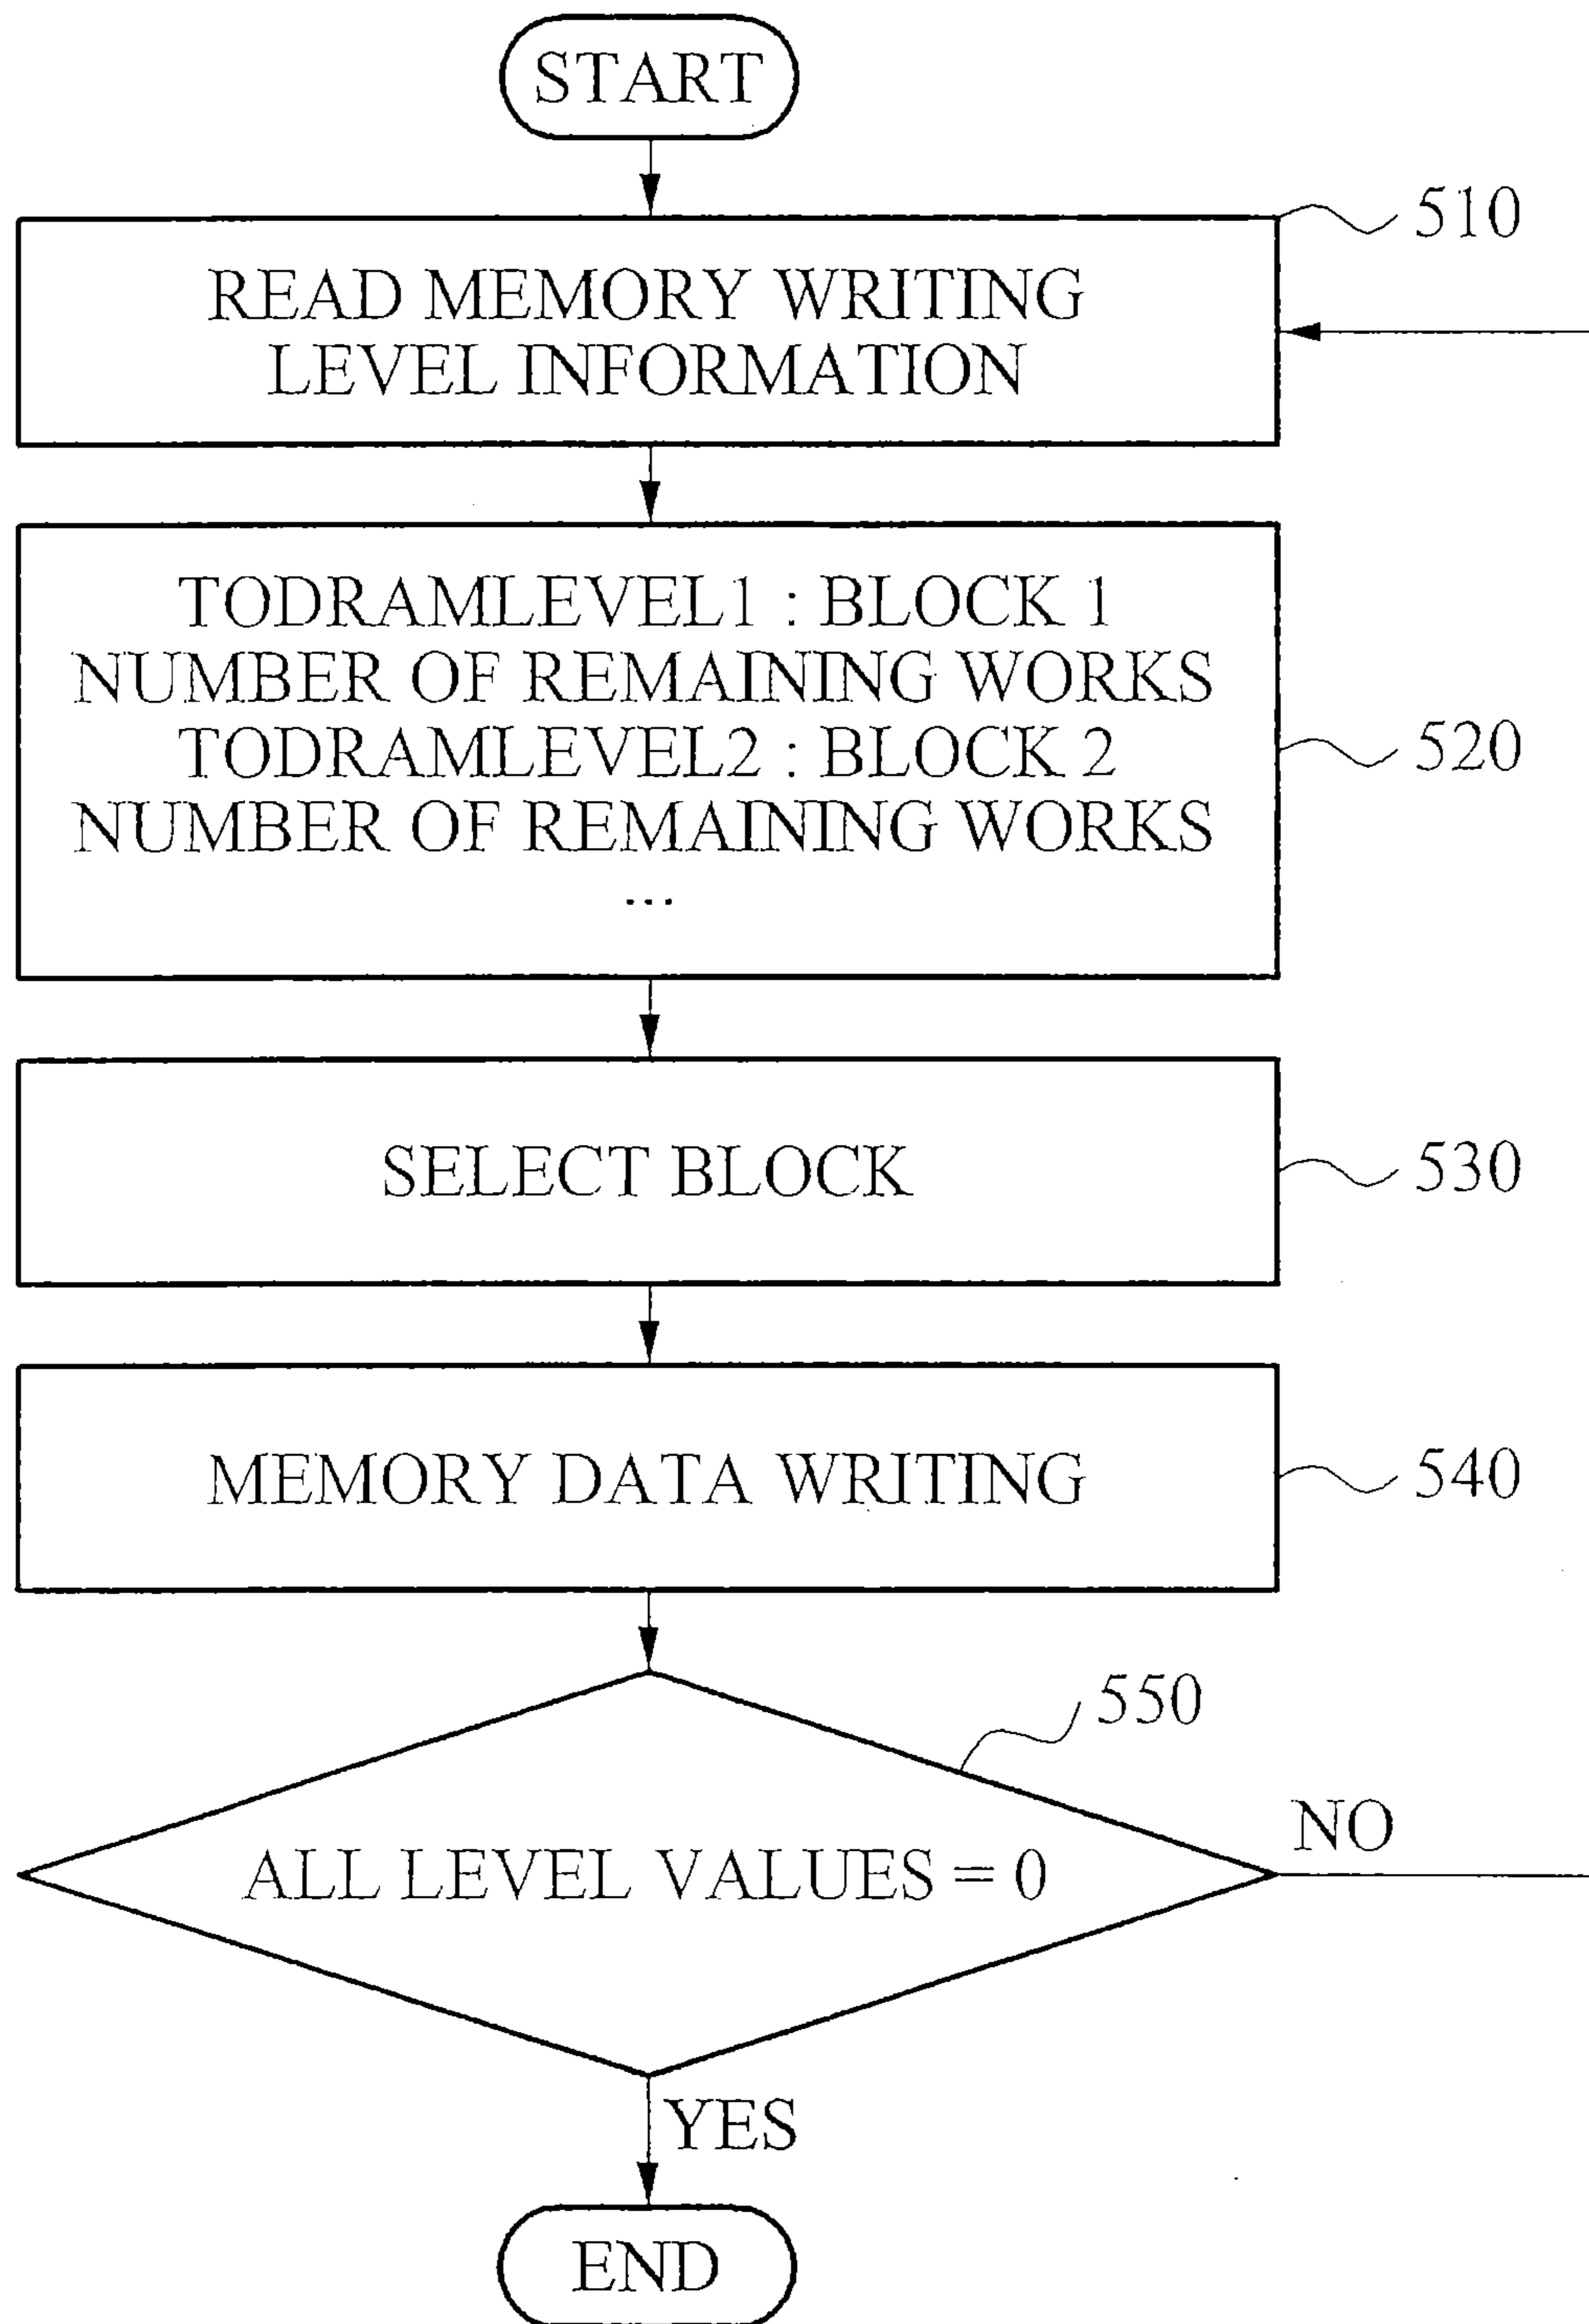 START
510
READ MEMORY WRITING
LEVEL INFORMATION
TODRAMLEVEL1 : BLOCK 1
NUMBER OF REMAINING WORKS
TODRAMLEVEL2 : BLOCK 2
NUMBER OF REMAINING WORKS
...
520
SELECT BLOCK
530
MEMORY DATA WRITING
540
550
ALL LEVEL VALUES = 0
NO
YES
END